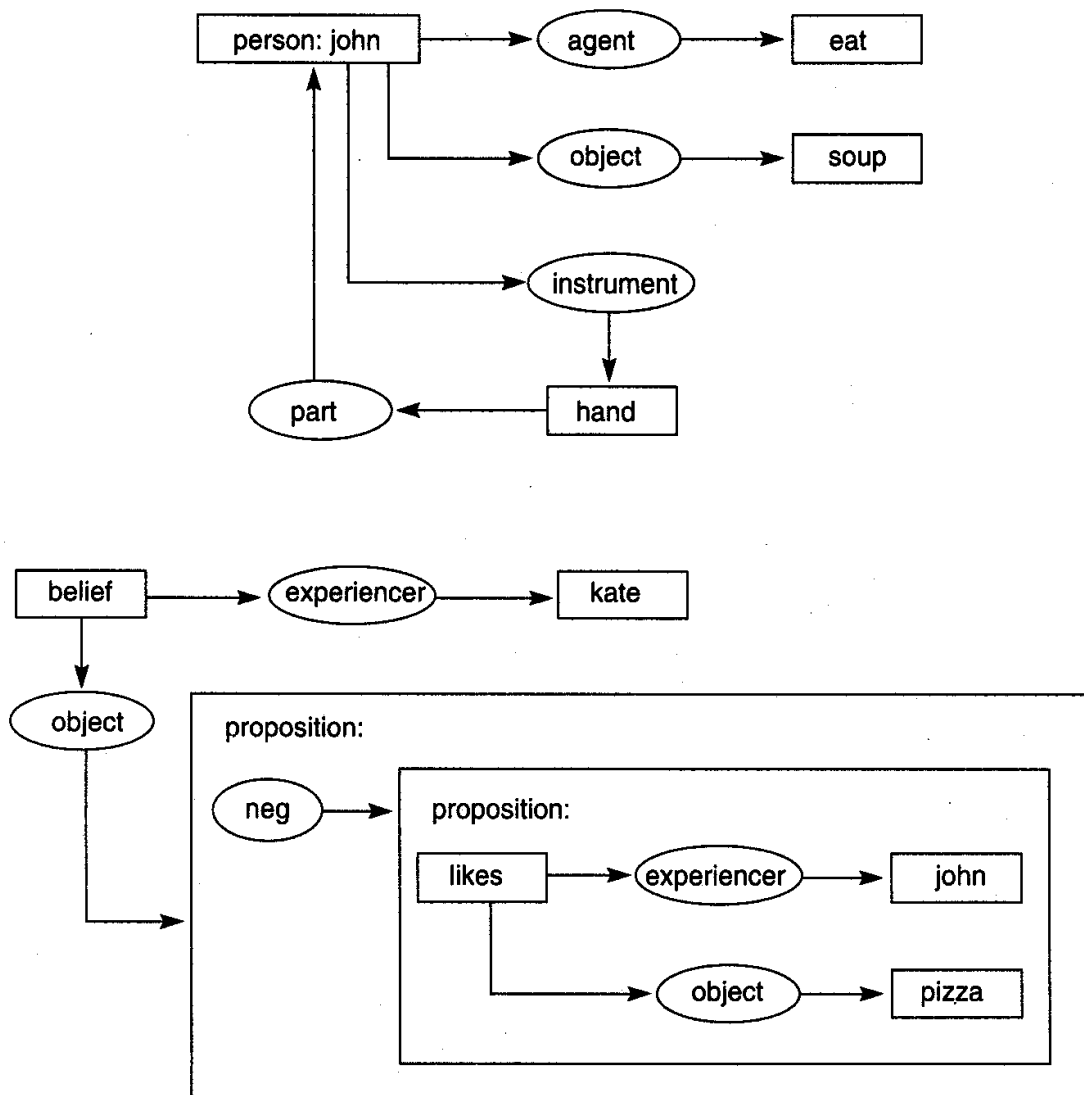 person: john
agent
eat
object
soup
instrument
part
hand
belief
experiencer
kate
object
proposition:
neg
proposition:
likes
experiencer
john
object
pizza